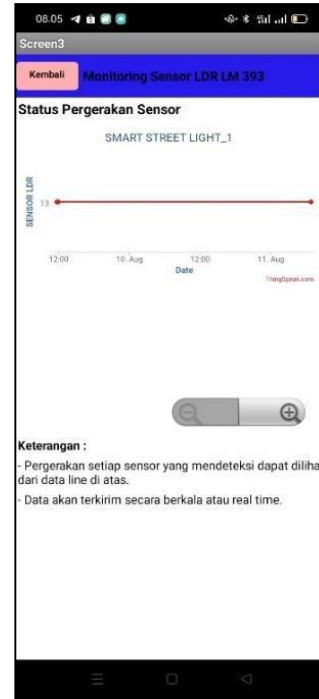 08.05
Screen3
Kembali
Monitoring Sensor LDR LM 393
Status Pergerakan Sensor
SMART STREET LIGHT_1
SENSOR LDR
13
12:00 10. Aug 12:00 11. Aug
Date
ThingSpeak.com
Keterangan :
- Pergerakan setiap sensor yang mendeteksi dapat diliha
dari data line di atas.
- Data akan terkirim secara berkala atau real time.